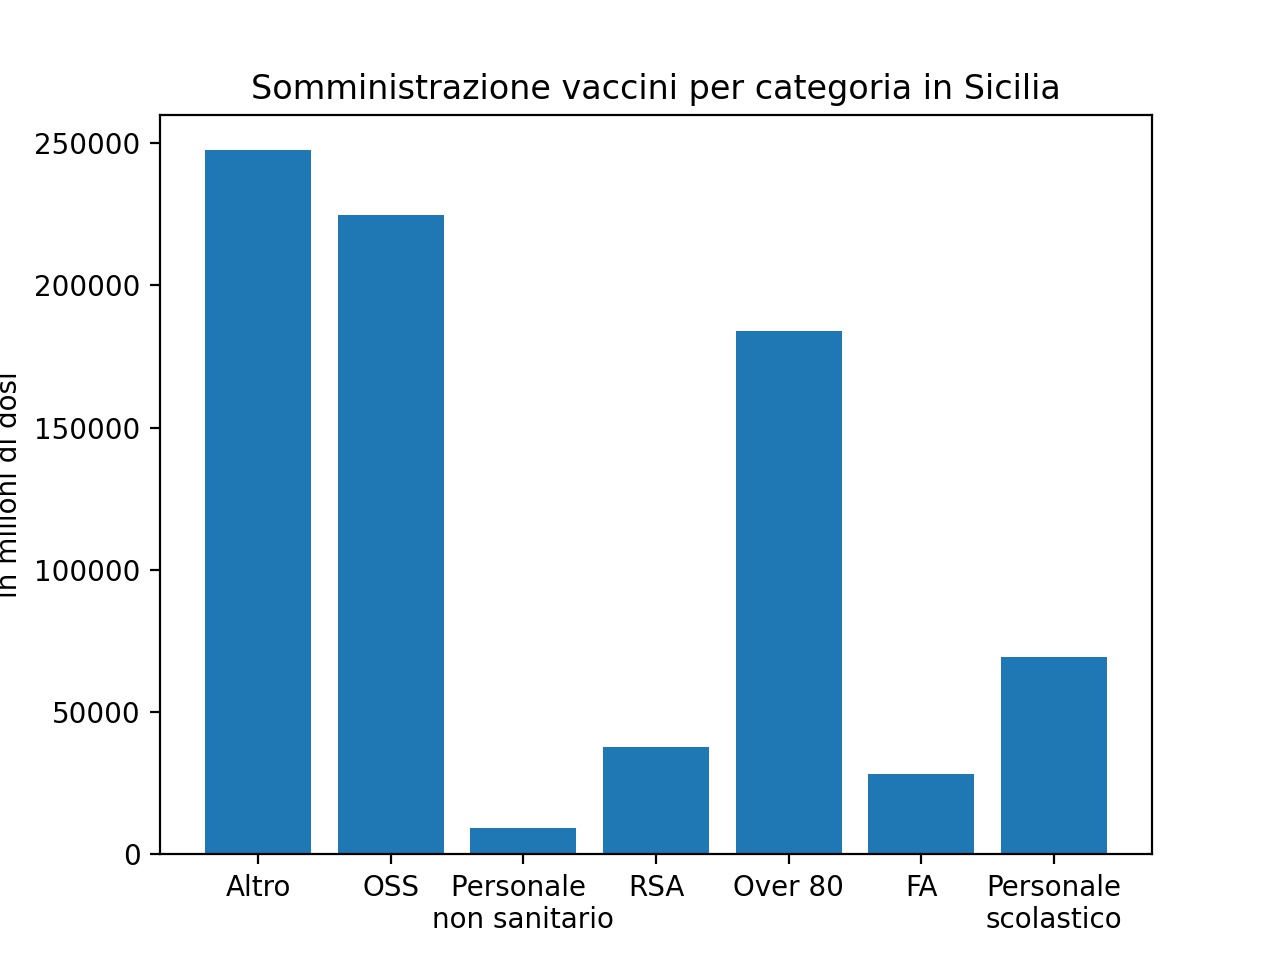 Somministrazione vaccini per categoria in Sicilia
In milioni di dosi
250000
200000
150000
100000
50000
0
Altro
OSS
Personale
non sanitario
RSA
Over 80
FA
Personale
scolastico